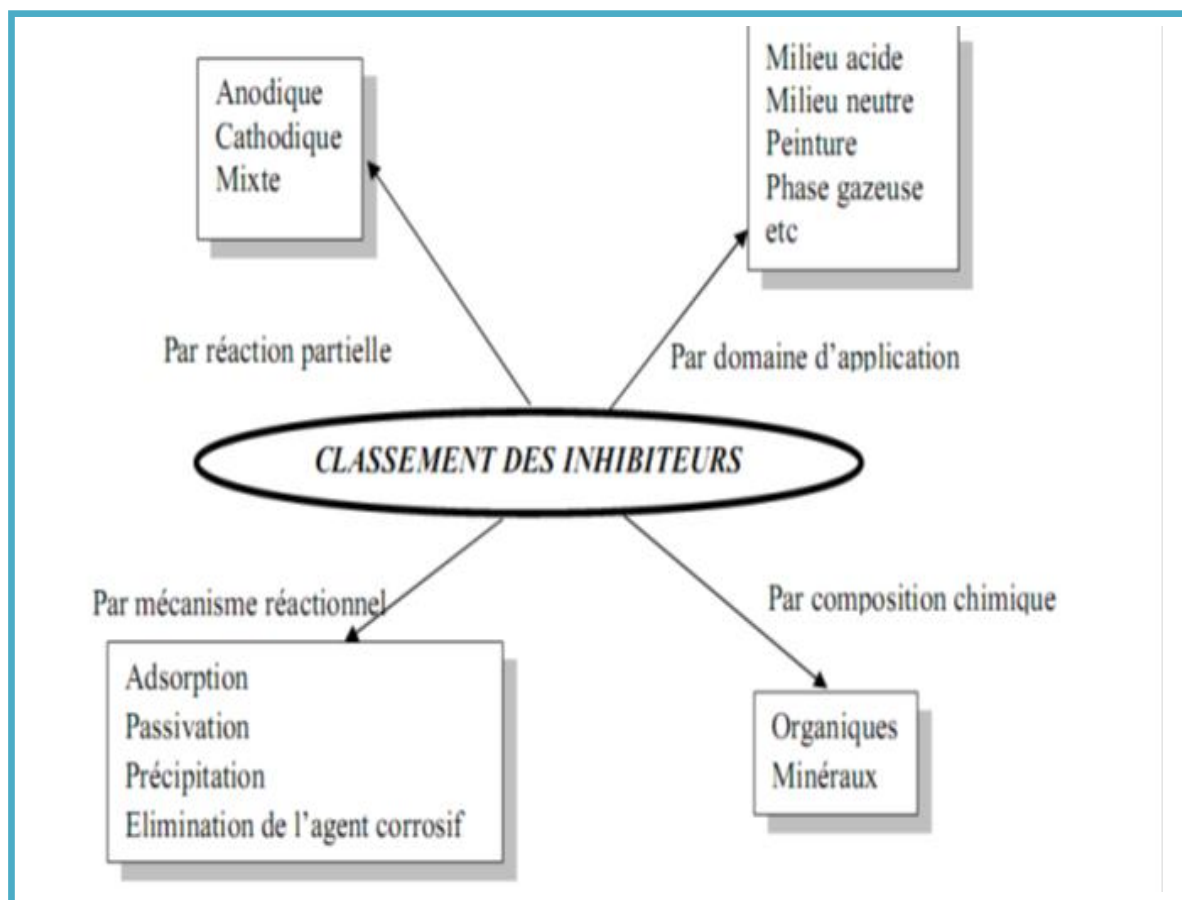 Anodique
Cathodique
Mixte
Milieu acide
Milieu neutre
Peinture
Phase gazeuse
etc
Par réaction partielle
Par domaine d’application
CLASSEMENT DES INHIBITEURS
Par mécanisme réactionnel
Par composition chimique
Adsorption
Passivation
Précipitation
Elimination de l’agent corrosif
Organiques
Minéraux